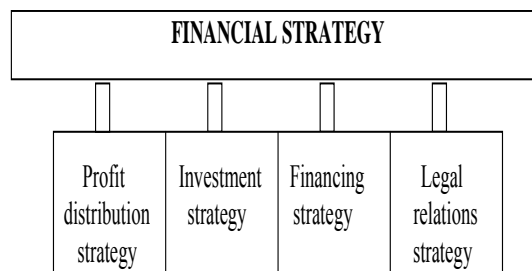 FINANCIAL STRATEGY
Profit
distribution
strategy
Investment
strategy
Financing
strategy
Legal
relations
strategy